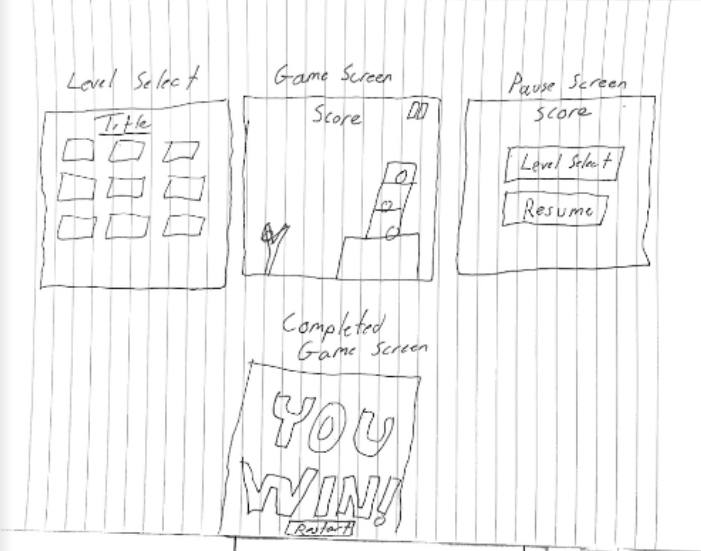 Level Select
Game Screen
Pause Screen
Title
Score
Score
Level Select
Resume
Completed
Game Screen
YOU
WIN!
Restart